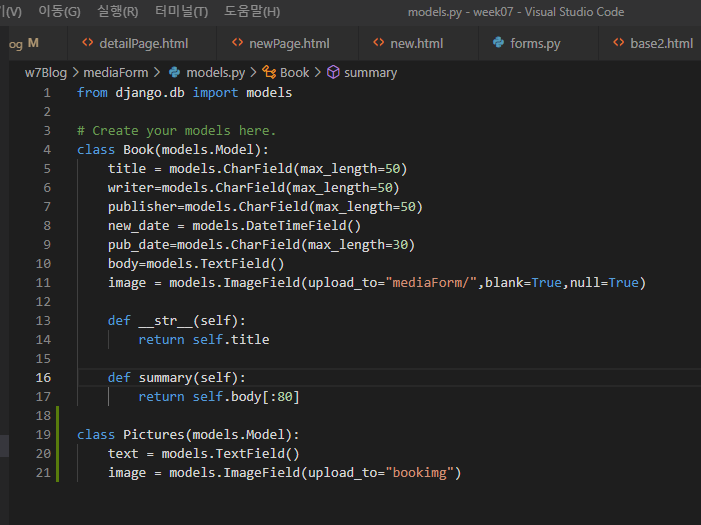 (V) 이동(G) 실행(R) 터미널(T) 도움말(H) models.py - week07 - Visual Studio Code
og M detailPage.html newPage.html new.html forms.py base2.html
w7Blog > mediaForm > models.py > Book > summary
1 from django.db import models
2
3 # Create your models here.
4 class Book(models.Model):
5 title = models.CharField(max_length=50)
6 writer=models.CharField(max_length=50)
7 publisher=models.CharField(max_length=50)
8 new_date = models.DateTimeField()
9 pub_date=models.CharField(max_length=30)
10 body=models.TextField()
11 image = models.ImageField(upload_to="mediaForm/",blank=True,null=True)
12
13 def __str__(self):
14 return self.title
15
16 def summary(self):
17 return self.body[:80]
18
19 class Pictures(models.Model):
20 text = models.TextField()
21 image = models.ImageField(upload_to="bookimg")